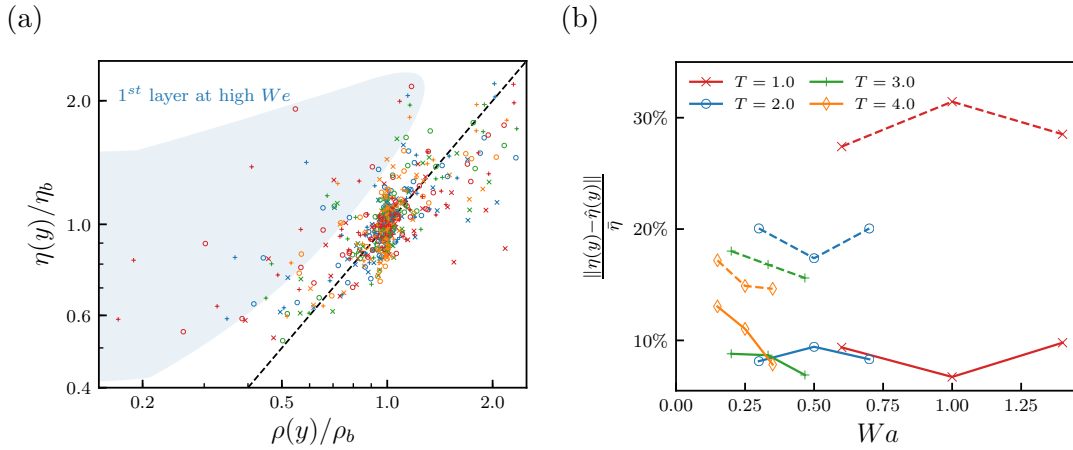 (a)
(b)
1st layer at high We
η(y)/η_b
2.0
1.0
0.6
0.4
0.2
0.5
1.0
2.0
ρ(y)/ρ_b
T = 1.0
T = 2.0
T = 3.0
T = 4.0
||η(y)−η̂(y)||
η̄
30%
20%
10%
0.00
0.25
0.50
0.75
1.00
1.25
Wa